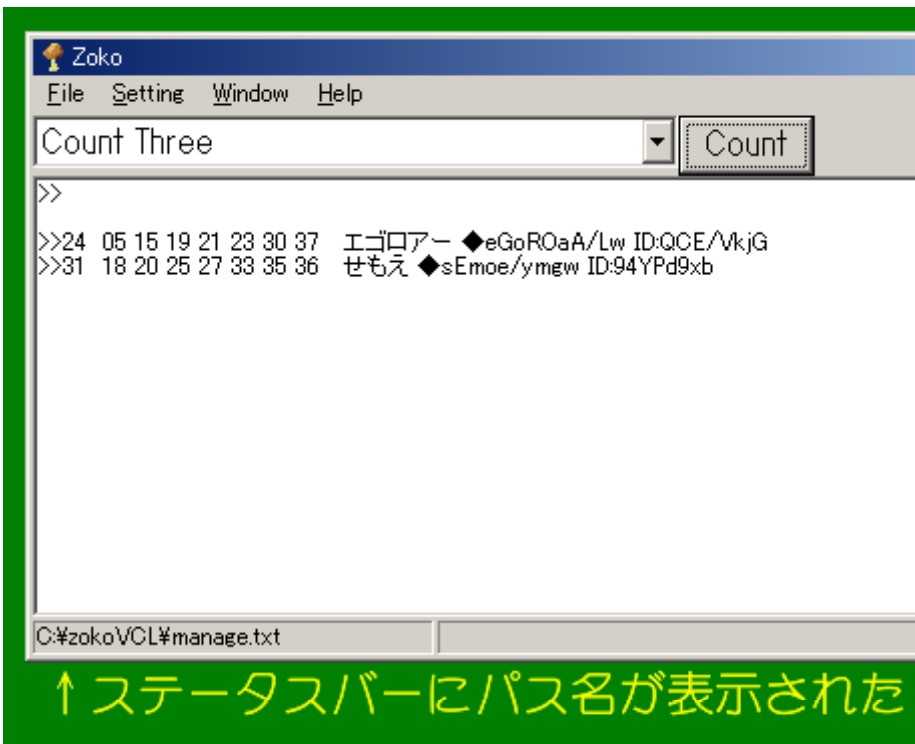 Zoko
File Setting Window Help
Count Three Count
>>
>>24 05 15 19 21 23 30 37 エゴロアー ◆eGoROaA/Lw ID:QCE/VkjG
>>31 18 20 25 27 33 35 36 せもえ ◆sEmoe/ymgw ID:94YPd9xb
C:¥zokoVCL¥manage.txt
↑ステータスバーにパス名が表示された